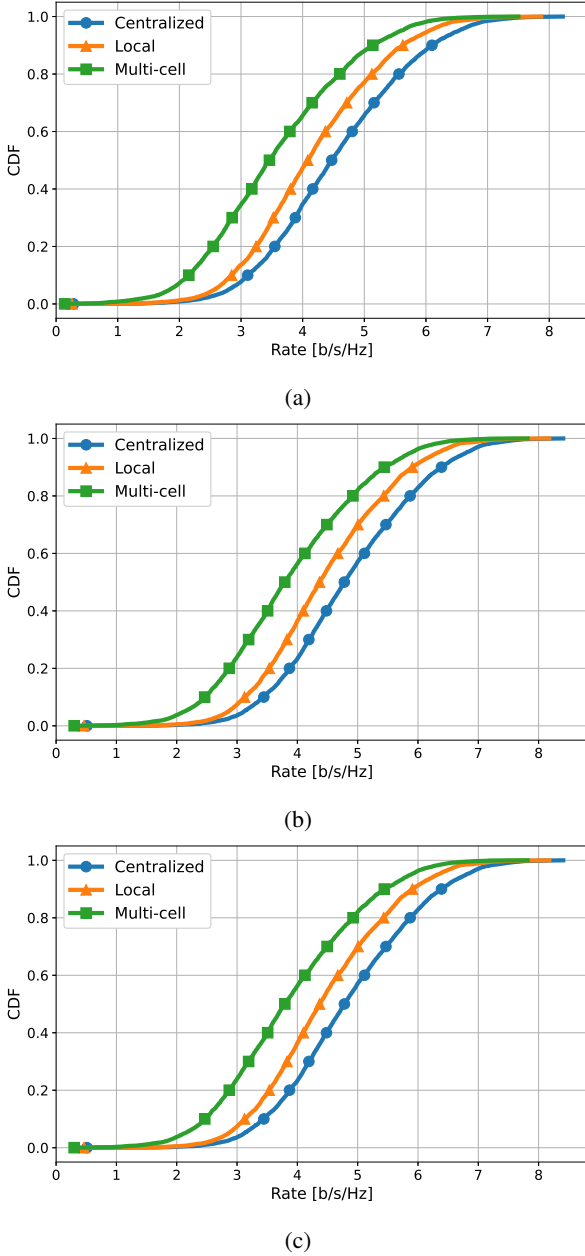 1.0
0.8
0.6
0.4
0.2
0.0
CDF
Centralized
Local
Multi-cell
0 1 2 3 4 5 6 7 8
Rate [b/s/Hz]
(a)
1.0
0.8
0.6
0.4
0.2
0.0
CDF
Centralized
Local
Multi-cell
0 1 2 3 4 5 6 7 8
Rate [b/s/Hz]
(b)
1.0
0.8
0.6
0.4
0.2
0.0
CDF
Centralized
Local
Multi-cell
0 1 2 3 4 5 6 7 8
Rate [b/s/Hz]
(c)